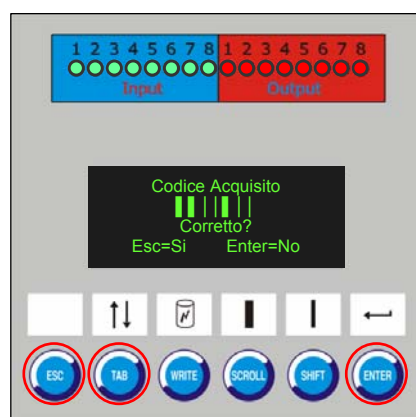 1 2 3 4 5 6 7 8 1 2 3 4 5 6 7 8
Input Output
Codice Acquisito
Corretto?
Esc=Si Enter=No
ESC TAB WRITE SCROLL SHIFT ENTER